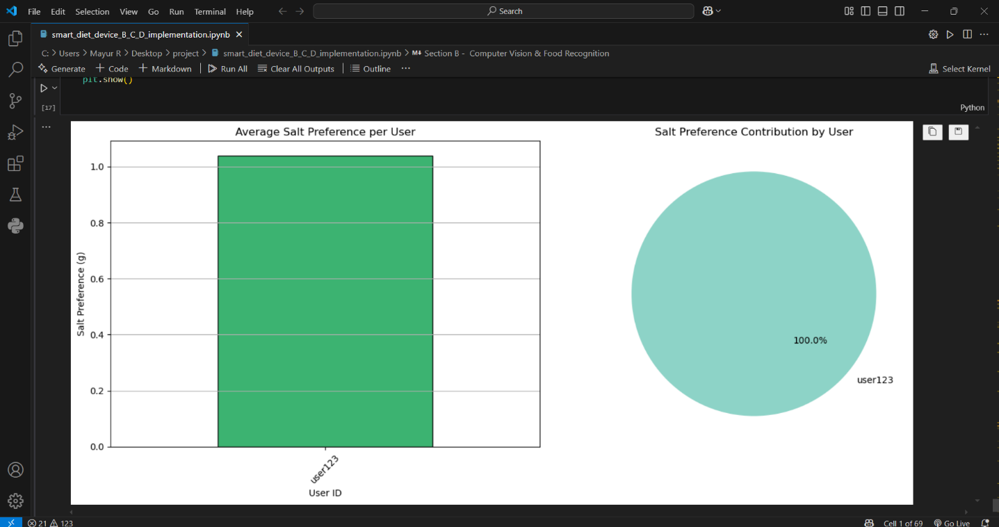 File Edit Selection View Go Run Terminal Help
Search
smart_diet_device_B_C_D_implementation.ipynb
C: > Users > Mayur R > Desktop > project > smart_diet_device_B_C_D_implementation.ipynb > M↓ Section B - Computer Vision & Food Recognition
Generate + Code + Markdown Run All Clear All Outputs Outline ...
Select Kernel
plt.show()
[17]
Python
Average Salt Preference per User
Salt Preference (g)
1.0
0.8
0.6
0.4
0.2
0.0
user123
User ID
Salt Preference Contribution by User
100.0%
user123
21 123
Cell 1 of 69 Go Live